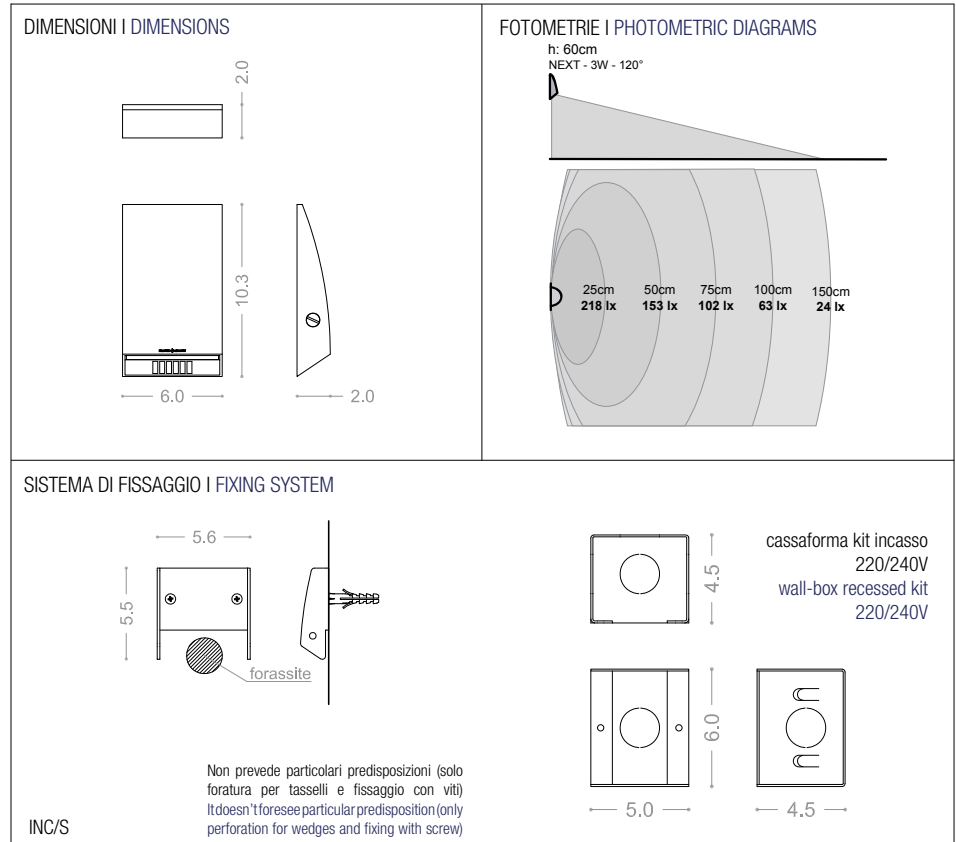 DIMENSIONI I DIMENSIONS
2.0
10.3
6.0
2.0
FOTOMETRIE I PHOTOMETRIC DIAGRAMS
h: 60cm
NEXT - 3W - 120°
25cm 50cm 75cm 100cm 150cm
218 lx 153 lx 102 lx 63 lx 24 lx
SISTEMA DI FISSAGGIO I FIXING SYSTEM
5.6
5.5
forassite
Non prevede particolari predisposizioni (solo
foratura per tasselli e fissaggio con viti)
It doesn't foresee particular predisposition (only
perforation for wedges and fixing with screw)
INC/S
4.5
cassaforma kit incasso
220/240V
wall-box recessed kit
220/240V
6.0
5.0
4.5